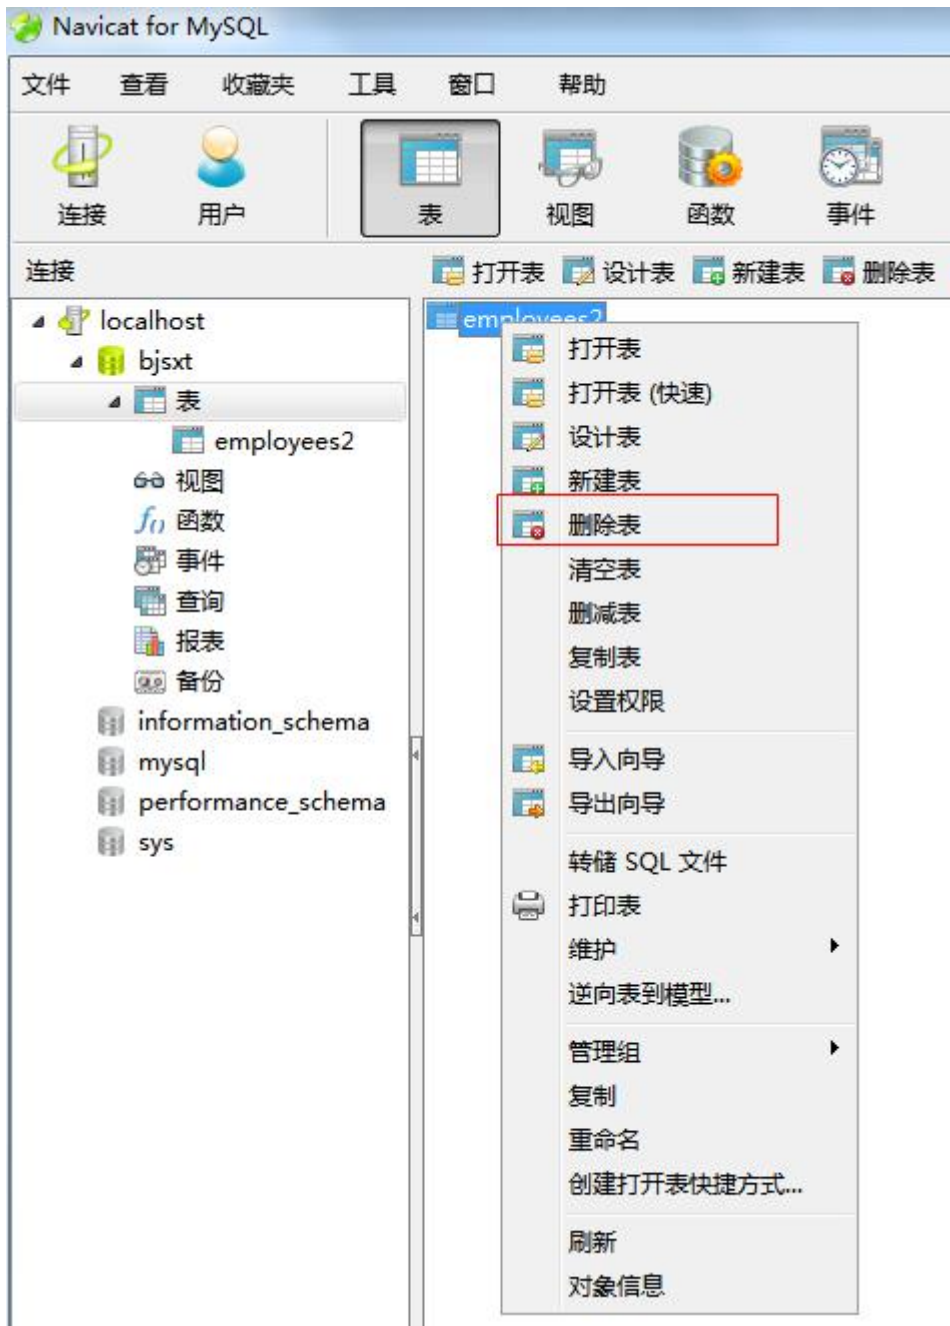 Navicat for MySQL
文件 查看 收藏夹 工具 窗口 帮助
连接 用户 表 视图 函数 事件
连接 打开表 设计表 新建表 删除表
localhost
bjsxt
表
employees2
视图
函数
事件
查询
报表
备份
information_schema
mysql
performance_schema
sys
employees2
打开表
打开表 (快速)
设计表
新建表
删除表
清空表
删减表
复制表
设置权限
导入向导
导出向导
转储 SQL 文件
打印表
维护
逆向表到模型...
管理组
复制
重命名
创建打开表快捷方式...
刷新
对象信息